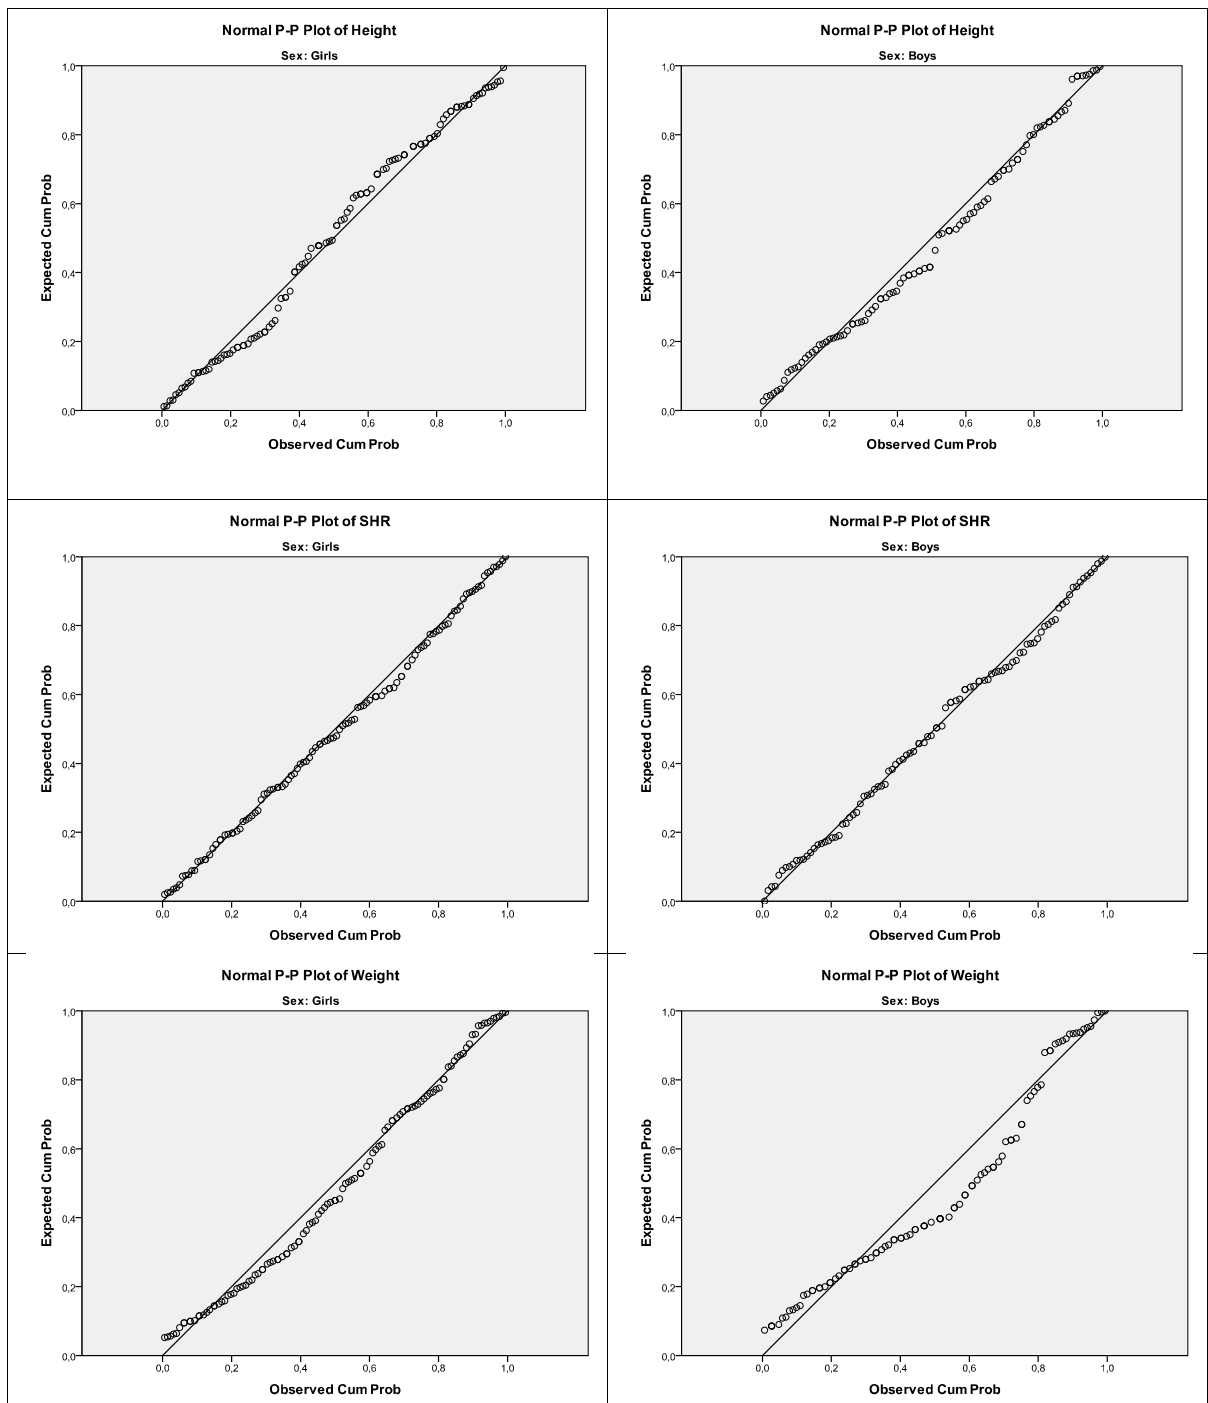 Normal P-P Plot of Height
Sex: Girls
1,0
0,8
0,6
0,4
0,2
0,0
Expected Cum Prob
0,0 0,2 0,4 0,6 0,8 1,0
Observed Cum Prob
Normal P-P Plot of Height
Sex: Boys
1,0
0,8
0,6
0,4
0,2
0,0
Expected Cum Prob
0,0 0,2 0,4 0,6 0,8 1,0
Observed Cum Prob
Normal P-P Plot of SHR
Sex: Girls
1,0
0,8
0,6
0,4
0,2
0,0
Expected Cum Prob
0,0 0,2 0,4 0,6 0,8 1,0
Observed Cum Prob
Normal P-P Plot of SHR
Sex: Boys
1,0
0,8
0,6
0,4
0,2
0,0
Expected Cum Prob
0,0 0,2 0,4 0,6 0,8 1,0
Observed Cum Prob
Normal P-P Plot of Weight
Sex: Girls
1,0
0,8
0,6
0,4
0,2
0,0
Expected Cum Prob
0,0 0,2 0,4 0,6 0,8 1,0
Observed Cum Prob
Normal P-P Plot of Weight
Sex: Boys
1,0
0,8
0,6
0,4
0,2
0,0
Expected Cum Prob
0,0 0,2 0,4 0,6 0,8 1,0
Observed Cum Prob